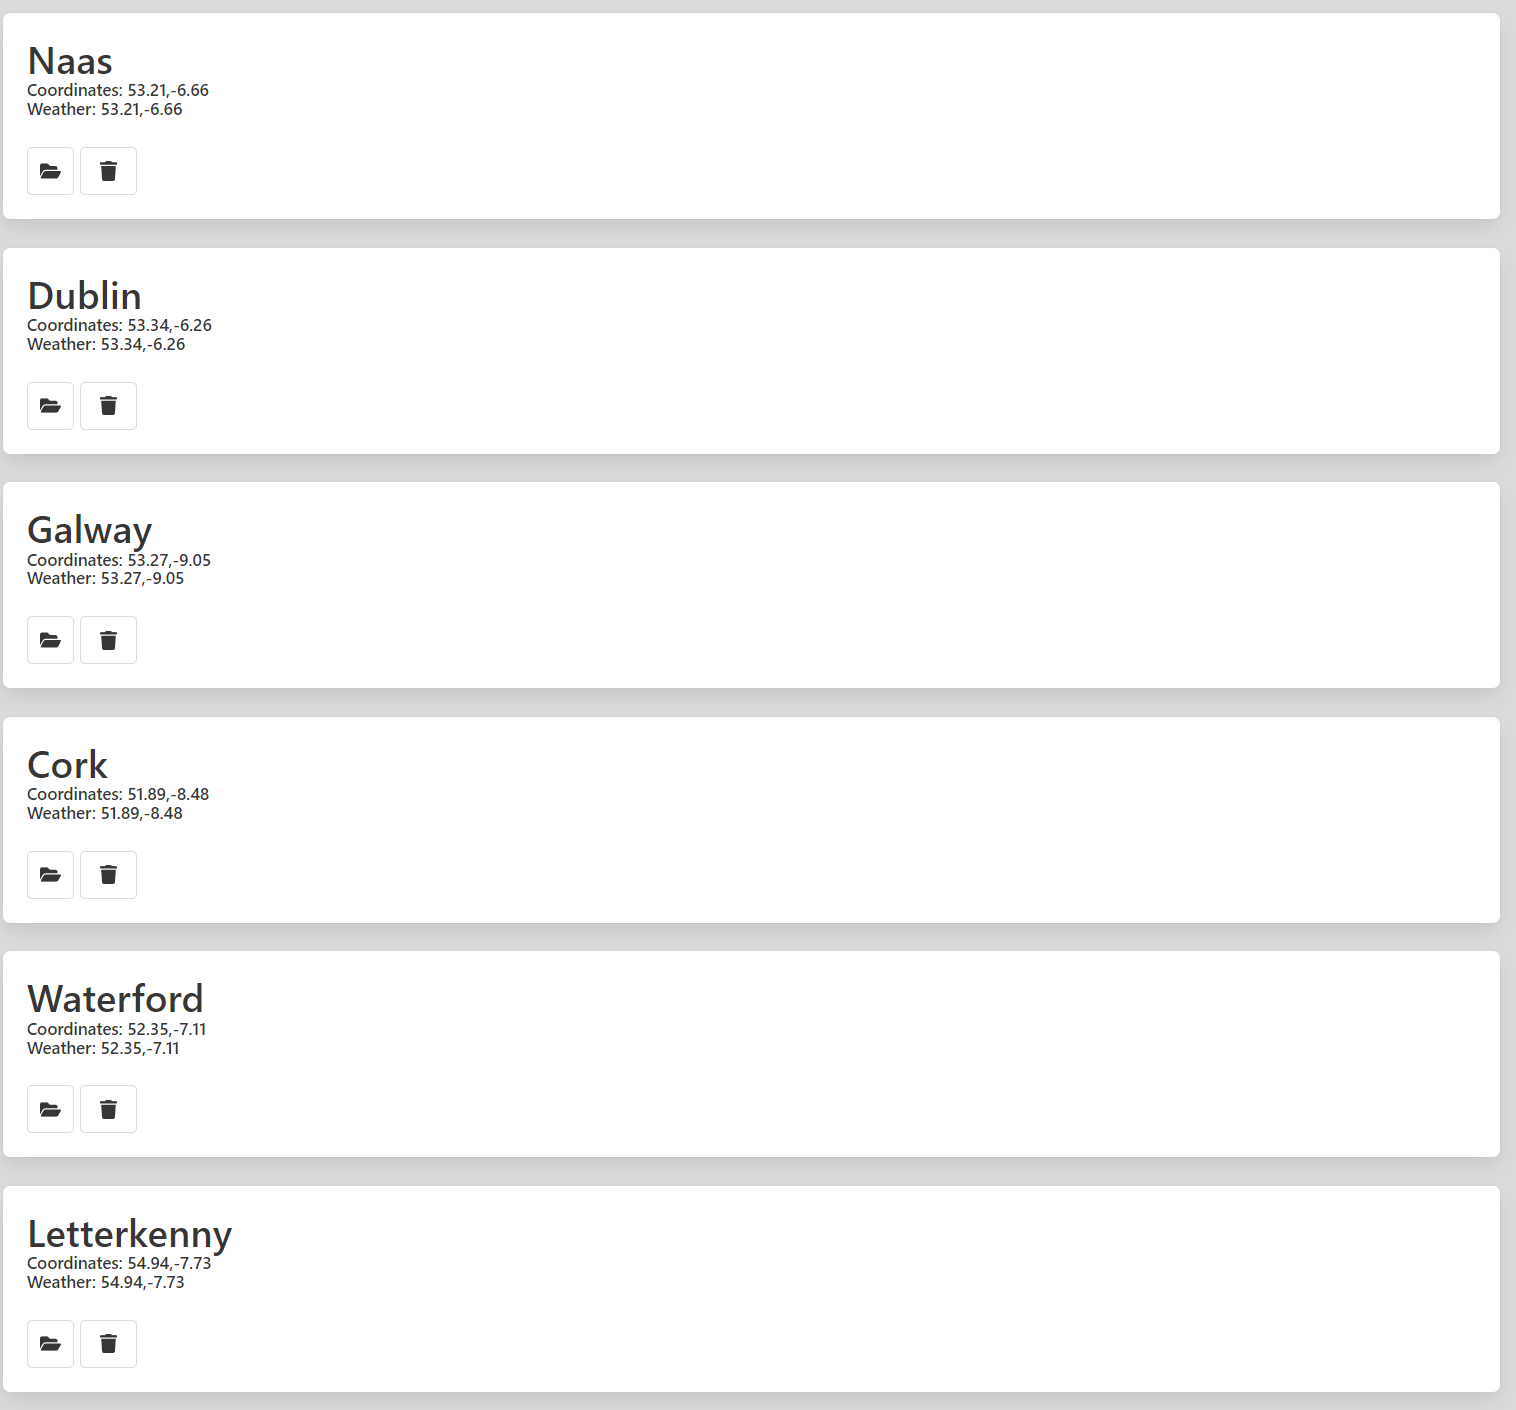 Naas
Coordinates: 53.21,-6.66
Weather: 53.21,-6.66
Dublin
Coordinates: 53.34,-6.26
Weather: 53.34,-6.26
Galway
Coordinates: 53.27,-9.05
Weather: 53.27,-9.05
Cork
Coordinates: 51.89,-8.48
Weather: 51.89,-8.48
Waterford
Coordinates: 52.35,-7.11
Weather: 52.35,-7.11
Letterkenny
Coordinates: 54.94,-7.73
Weather: 54.94,-7.73